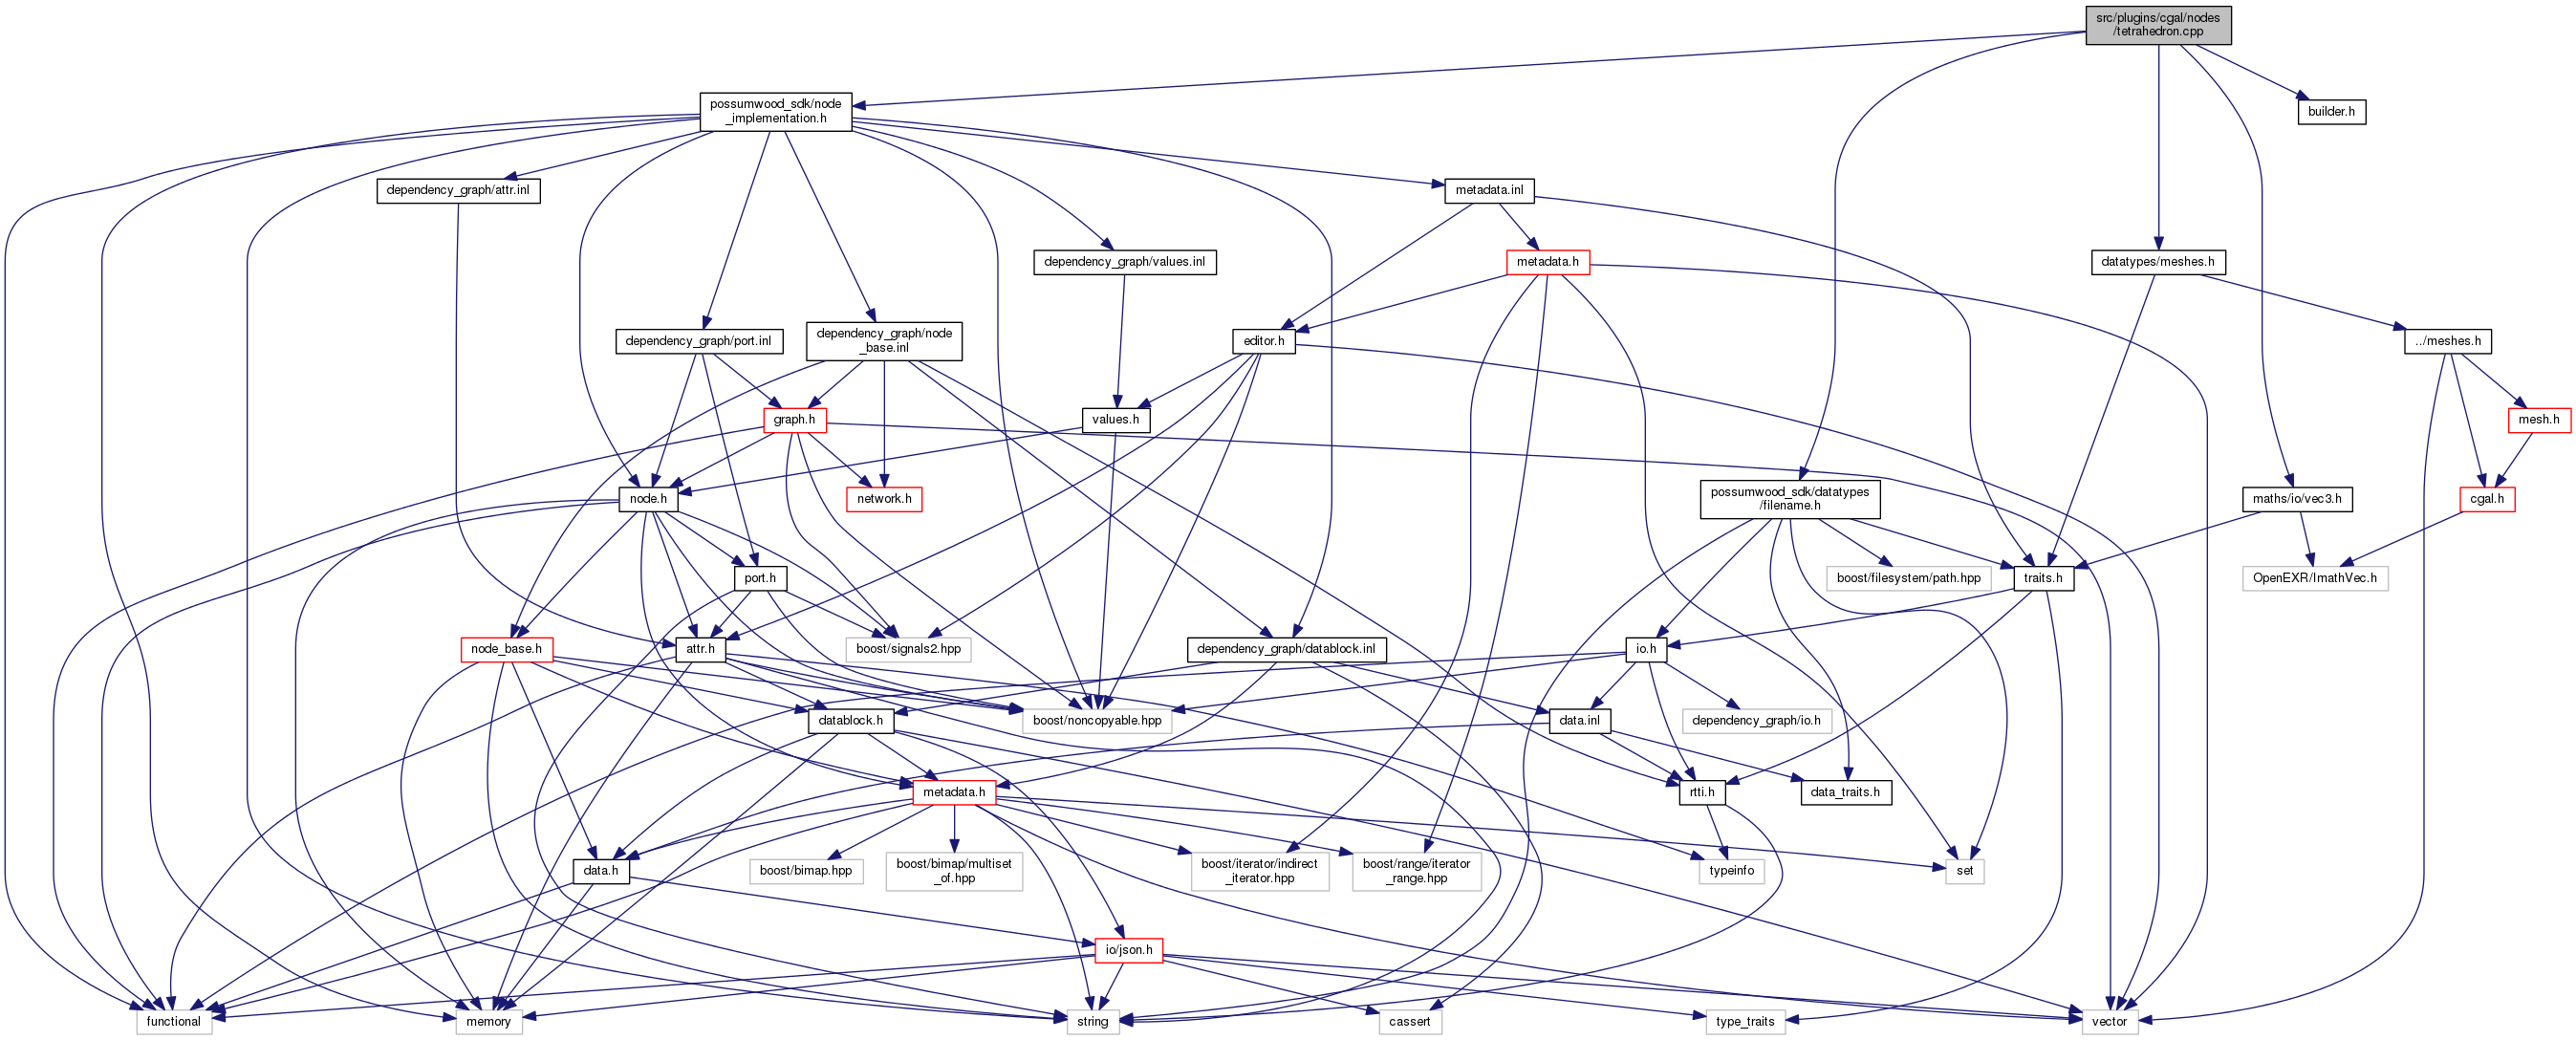 src/plugins/cgal/nodes
/tetrahedron.cpp
possumwood_sdk/node
_implementation.h
builder.h
dependency_graph/attr.inl
metadata.inl
dependency_graph/values.inl
metadata.h
datatypes/meshes.h
dependency_graph/port.inl
dependency_graph/node
_base.inl
editor.h
../meshes.h
graph.h
values.h
mesh.h
node.h
network.h
possumwood_sdk/datatypes
/filename.h
maths/io/vec3.h
cgal.h
port.h
boost/filesystem/path.hpp
traits.h
OpenEXR/ImathVec.h
node_base.h
attr.h
boost/signals2.hpp
dependency_graph/datablock.inl
io.h
datablock.h
boost/noncopyable.hpp
data.inl
dependency_graph/io.h
metadata.h
rtti.h
data_traits.h
data.h
boost/bimap.hpp
boost/bimap/multiset
_of.hpp
boost/iterator/indirect
_iterator.hpp
boost/range/iterator
_range.hpp
typeinfo
set
io/json.h
functional
memory
string
cassert
type_traits
vector